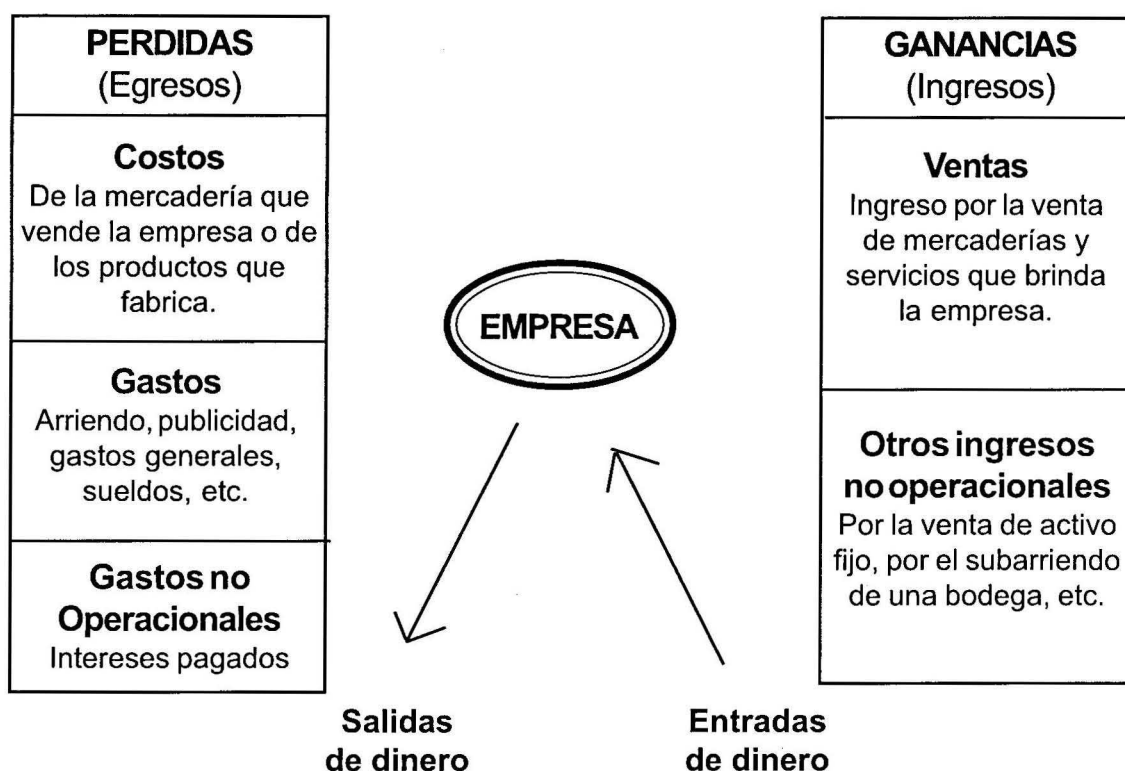 PERDIDAS
(Egresos)
Costos
De la mercadería que
vende la empresa o de
los productos que
fabrica.
Gastos
Arriendo, publicidad,
gastos generales,
sueldos, etc.
Gastos no
Operacionales
Intereses pagados
EMPRESA
Salidas
de dinero
Entradas
de dinero
GANANCIAS
(Ingresos)
Ventas
Ingreso por la venta
de mercaderías y
servicios que brinda
la empresa.
Otros ingresos
no operacionales
Por la venta de activo
fijo, por el subarriendo
de una bodega, etc.